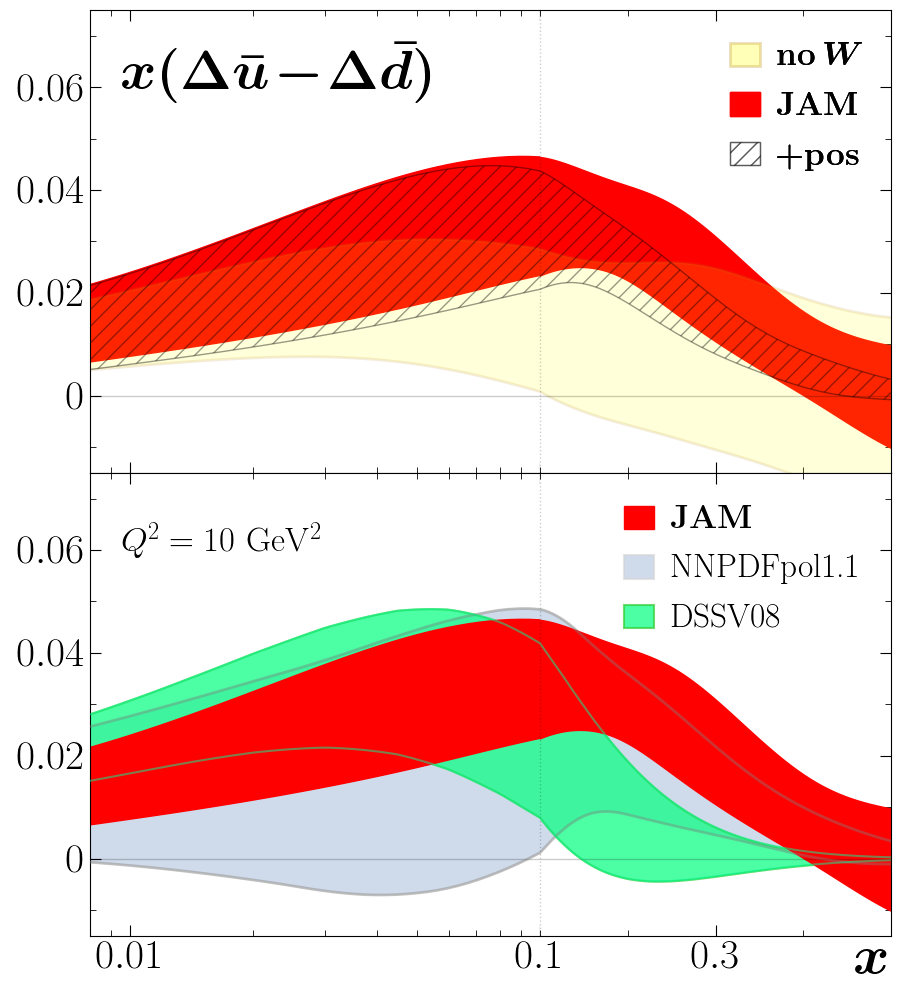 x(Δū−Δd̄)
no W
JAM
+pos
0.06
0.04
0.02
0
Q² = 10 GeV²
JAM
NNPDFpol1.1
DSSV08
0.06
0.04
0.02
0
0.01
0.1
0.3
x